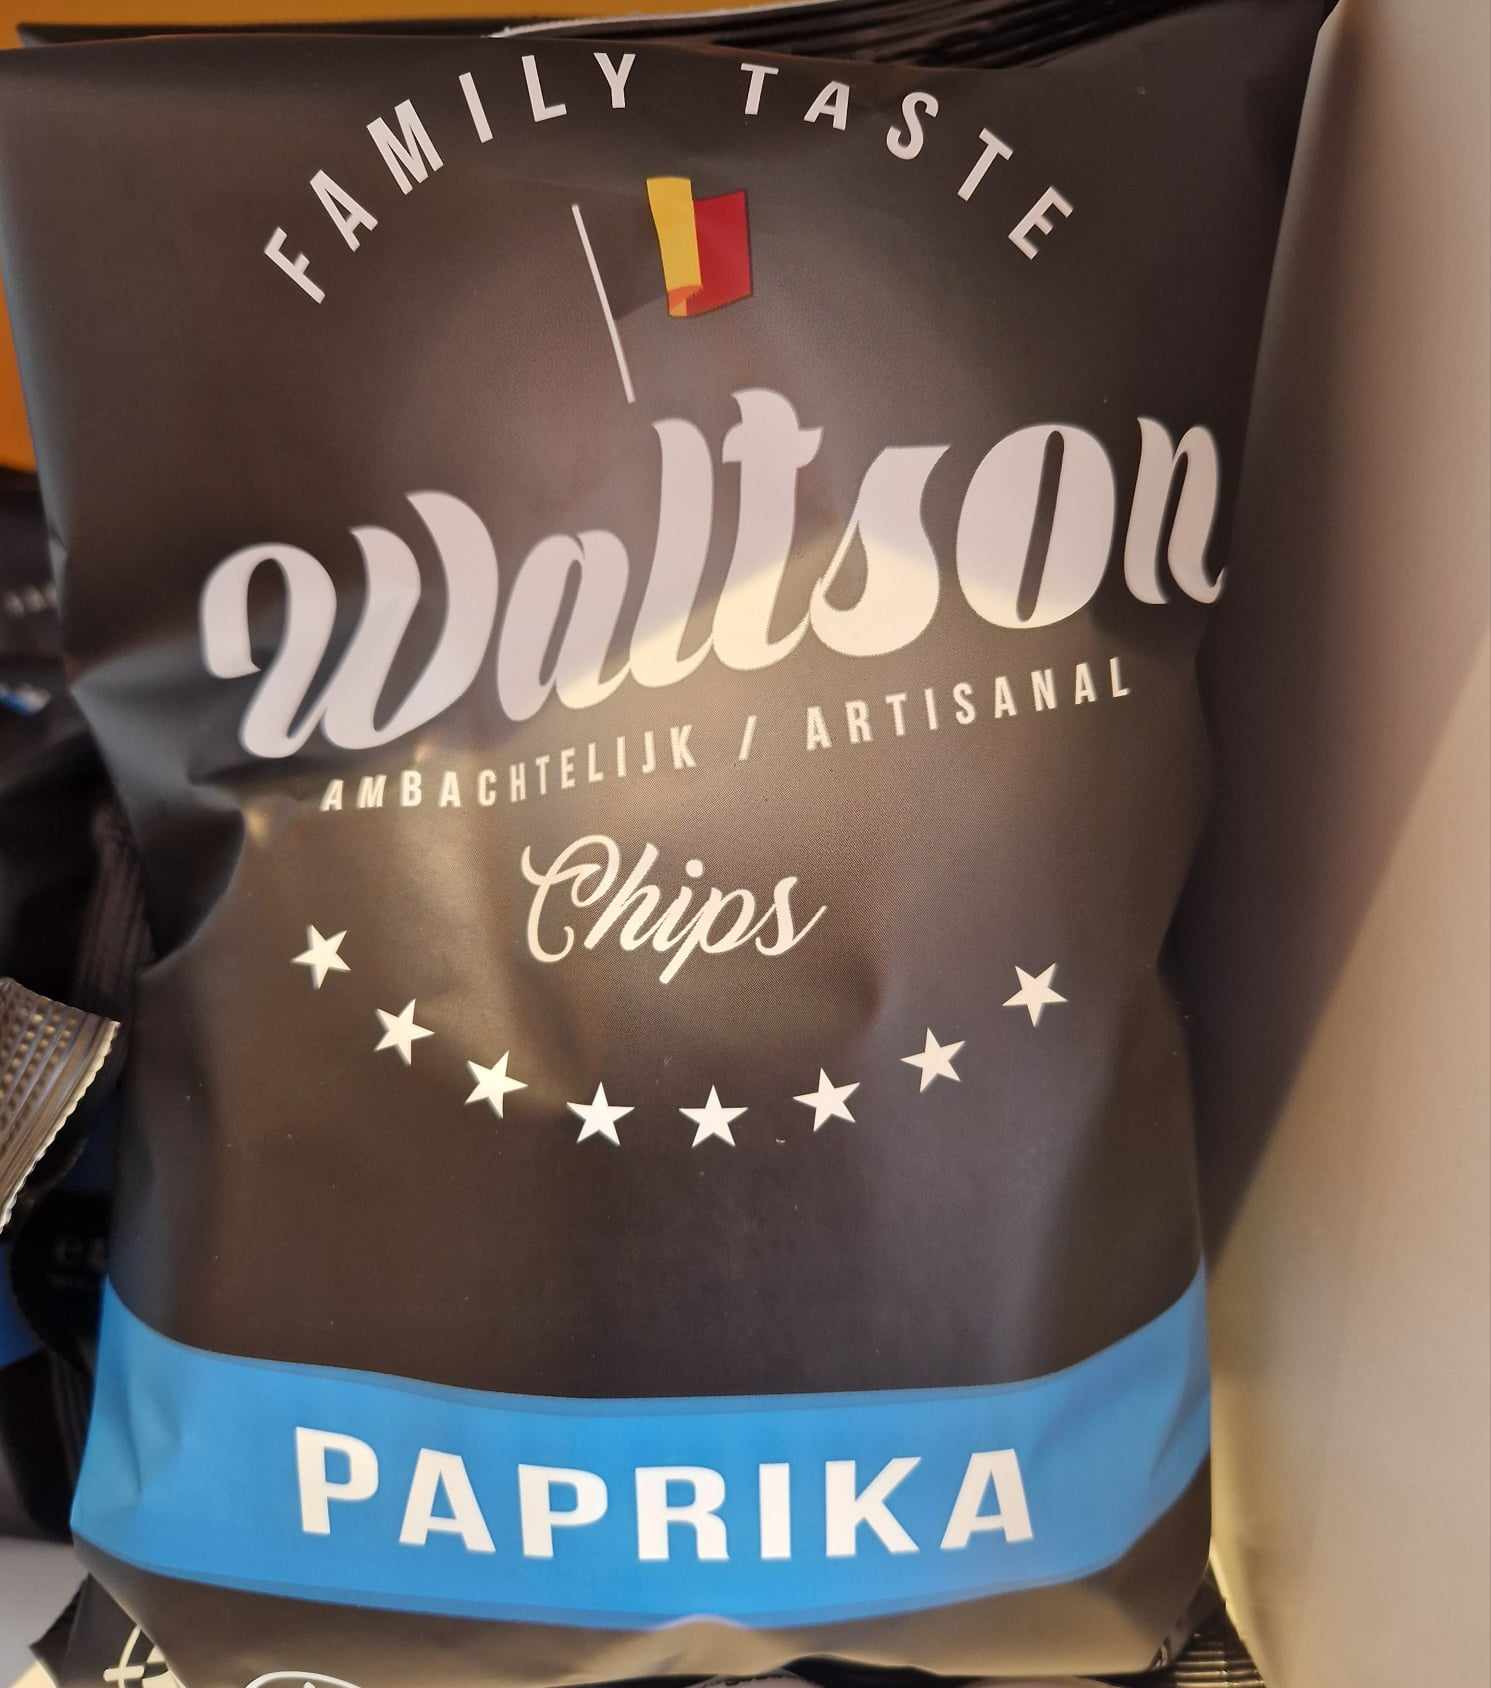 FAMILY TASTE
Waltson
AMBACHTELIJK / ARTISANAL
Chips
PAPRIKA